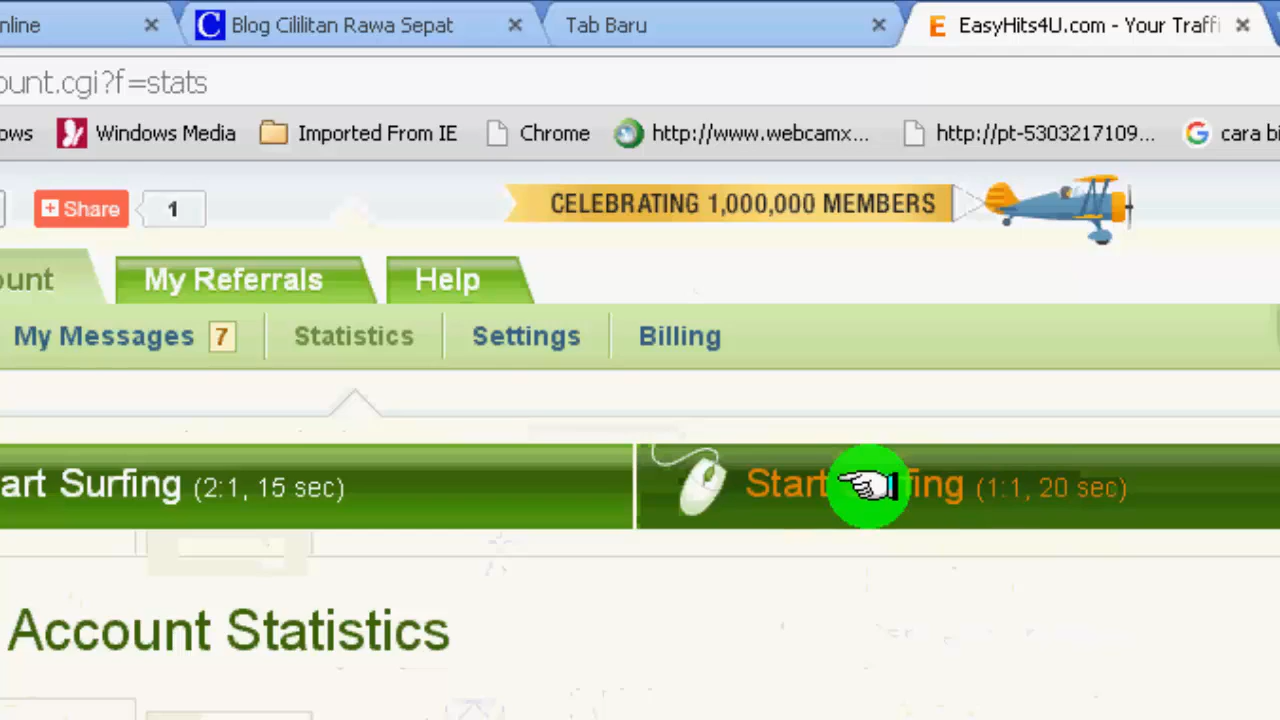 nline
Blog Cililitan Rawa Sepat
Tab Baru
EasyHits4U.com - Your Traffi
ount.cgi?f=stats
ows
Windows Media
Imported From IE
Chrome
http://www.webcamx...
http://pt-5303217109...
cara bi
Share
1
CELEBRATING 1,000,000 MEMBERS
ount
My Referrals
Help
My Messages 7
Statistics
Settings
Billing
art Surfing (2:1, 15 sec)
Start fing (1:1, 20 sec)
Account Statistics